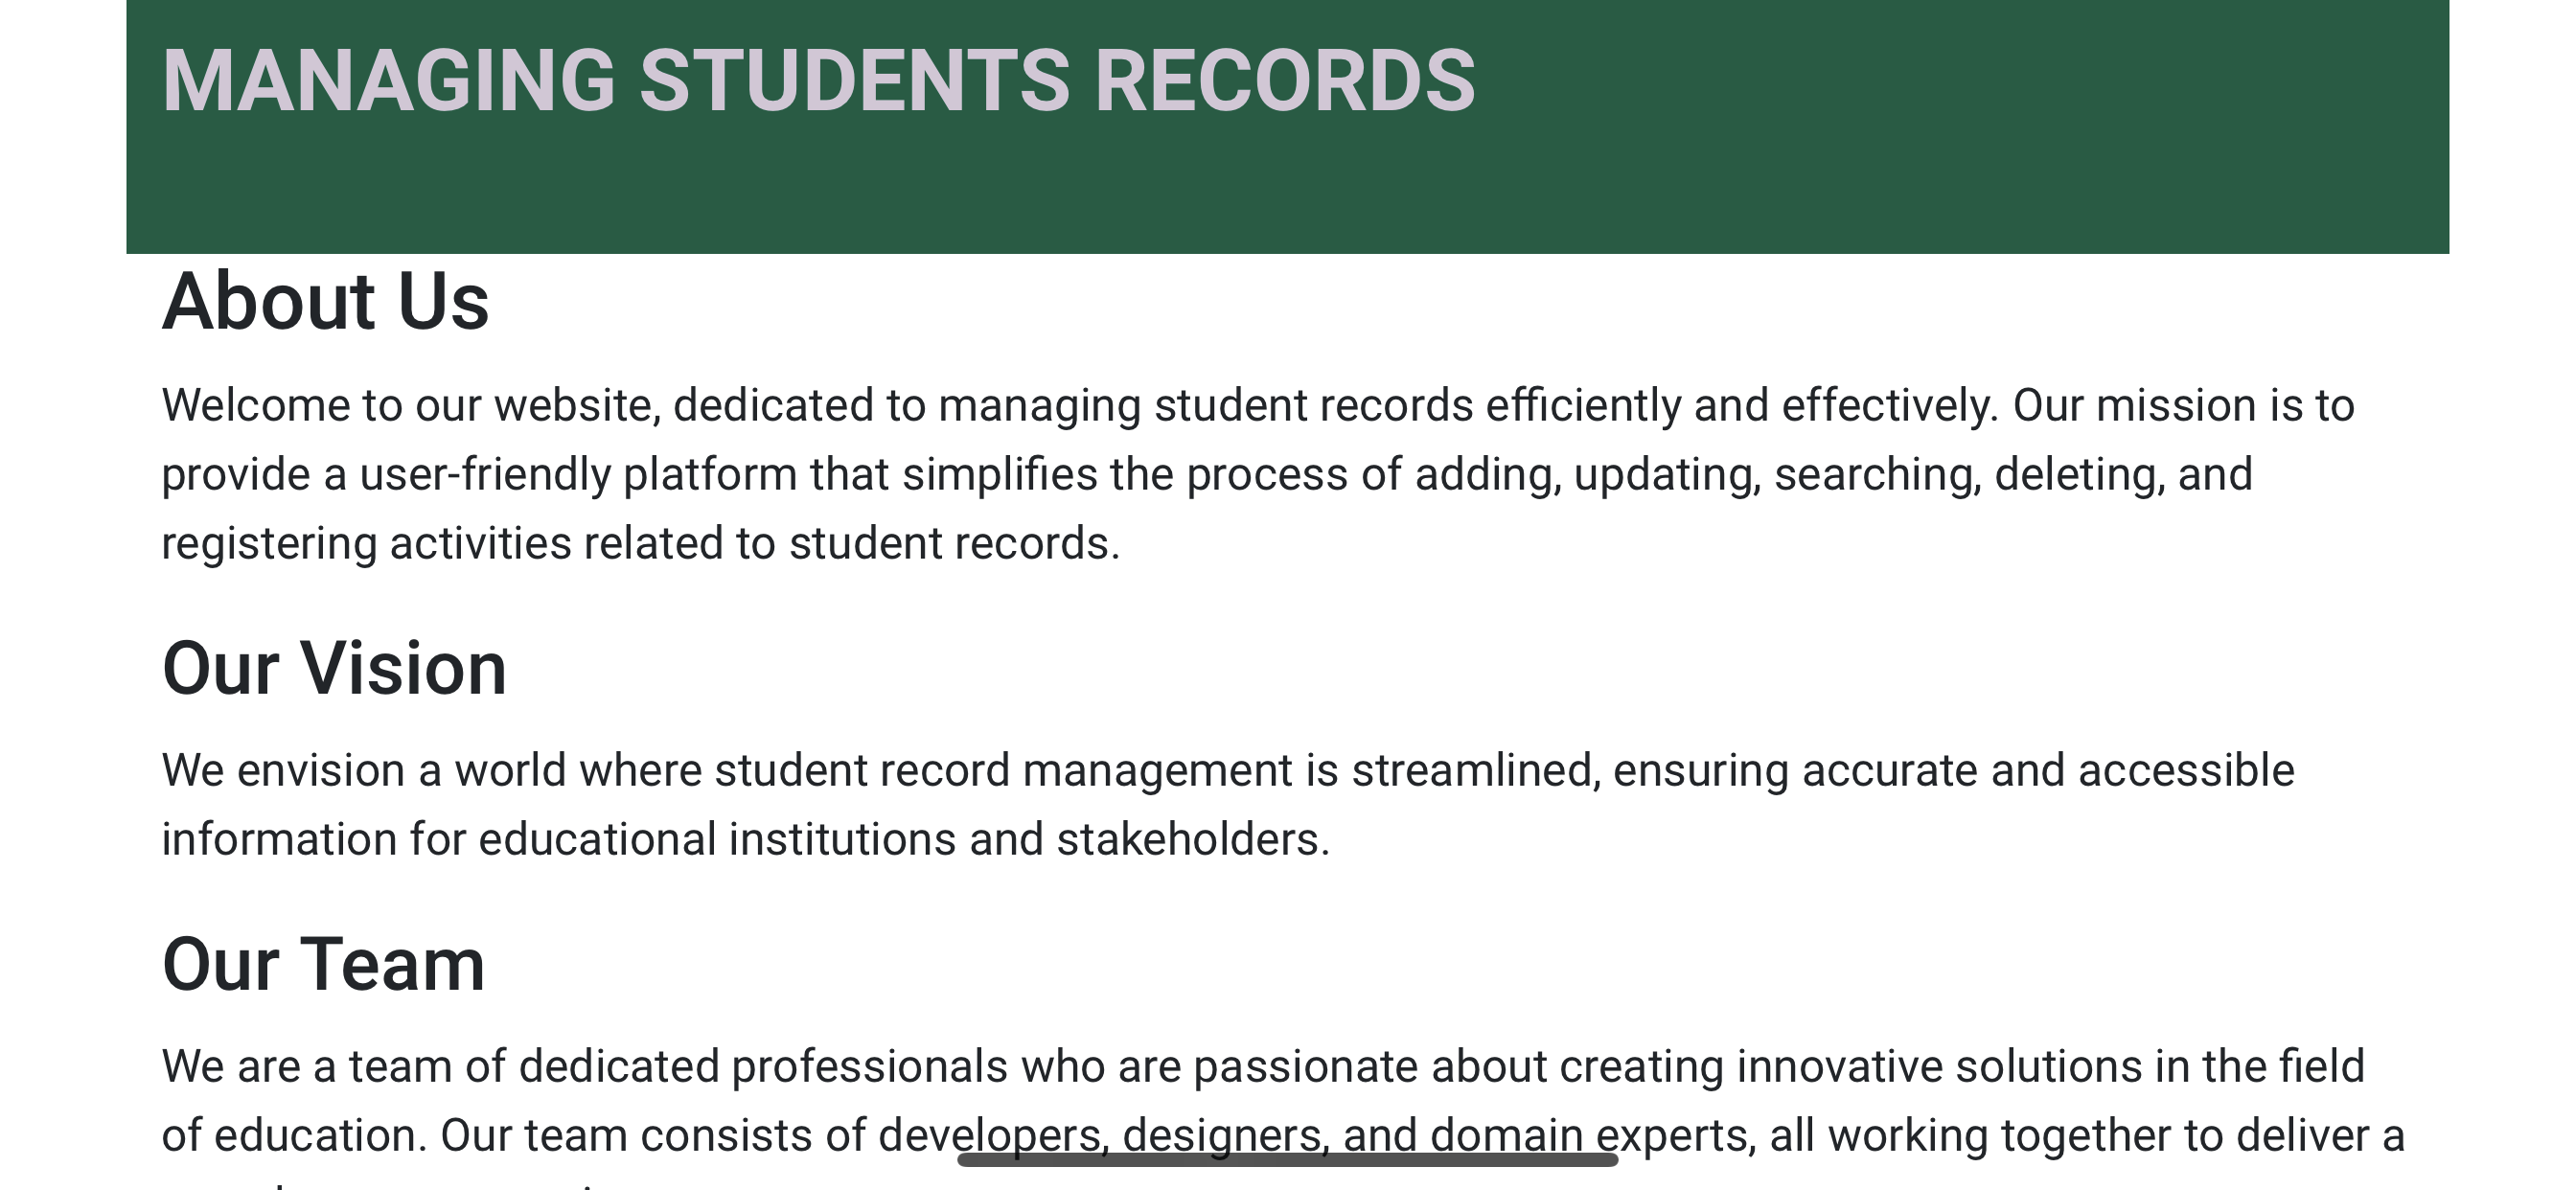 MANAGING STUDENTS RECORDS
About Us
Welcome to our website, dedicated to managing student records efficiently and effectively. Our mission is to
provide a user-friendly platform that simplifies the process of adding, updating, searching, deleting, and
registering activities related to student records.
Our Vision
We envision a world where student record management is streamlined, ensuring accurate and accessible
information for educational institutions and stakeholders.
Our Team
We are a team of dedicated professionals who are passionate about creating innovative solutions in the field
of education. Our team consists of developers, designers, and domain experts, all working together to deliver a